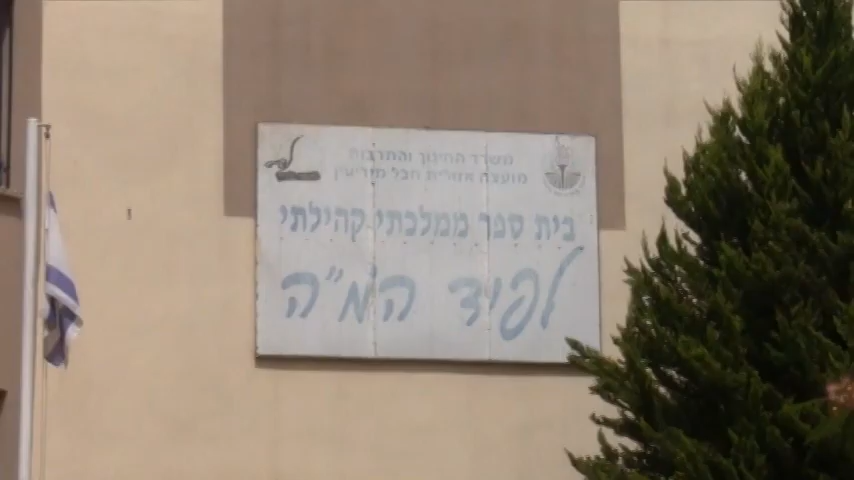 משרד החינוך והתרבות
מועצה אזורית חבל מודיעין
בית ספר ממלכתי קהילתי
לפיד המ"ה